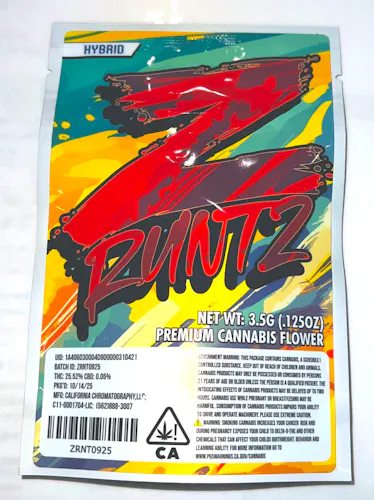 HYBRID
Z
RUNTZ
NET WT: 3.5G (.125OZ)
PREMIUM CANNABIS FLOWER
UID: 1A4060300040900000310421
BATCH ID: ZRNT0925
THC: 25.52% CBD: 0.05%
PKG'D: 10/14/25
MFG: CALIFORNIA CHROMATOGRAPHY,LLC:
C11-0001704-LIC: (562)888-3007
ZRNT0925
CA
GOVERNMENT WARNING: THIS PACKAGE CONTAINS CANNABIS, A SCHEDULE I
CONTROLLED SUBSTANCE. KEEP OUT OF REACH OF CHILDREN AND ANIMALS.
CANNABIS PRODUCTS MAY ONLY BE POSSESSED OR CONSUMED BY PERSONS
21 YEARS OF AGE OR OLDER UNLESS THE PERSON IS A QUALIFIED PATIENT. THE
INTOXICATING EFFECTS OF CANNABIS PRODUCTS MAY BE DELAYED UP TO TWO
HOURS. CANNABIS USE WHILE PREGNANT OR BREASTFEEDING MAY BE
HARMFUL. CONSUMPTION OF CANNABIS PRODUCTS IMPAIRS YOUR ABILITY
TO DRIVE AND OPERATE MACHINERY. PLEASE USE EXTREME CAUTION.
WARNING: SMOKING CANNABIS INCREASES YOUR CANCER RISK AND
DURING PREGNANCY EXPOSES YOUR CHILD TO DELTA-9-THC AND OTHER
CHEMICALS THAT CAN AFFECT YOUR CHILDS BIRTHWEIGHT, BEHAVIOR AND
LEARNING ABILITY. FOR MORE INFORMATION GO TO
WWW.P65WARNINGS.CA.GOV/CANNABIS